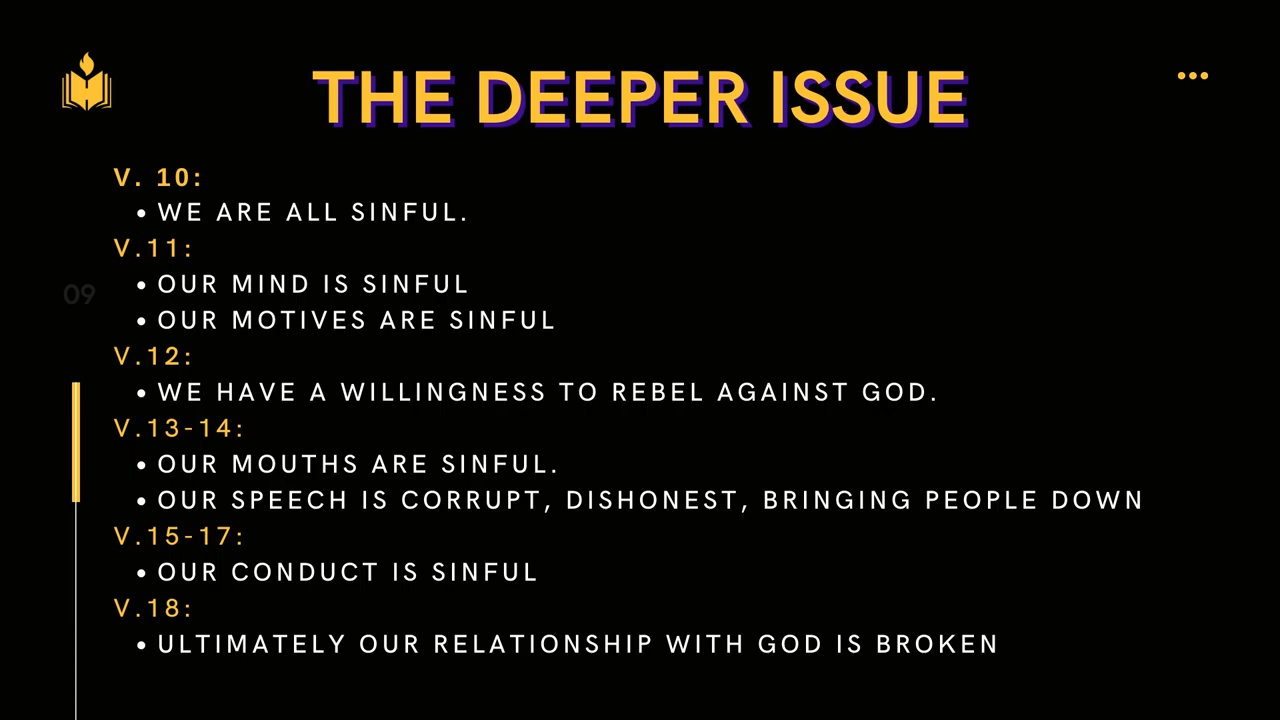 THE DEEPER ISSUE
V. 10:
• WE ARE ALL SINFUL.
V.11:
• OUR MIND IS SINFUL
09
• OUR MOTIVES ARE SINFUL
V.12:
• WE HAVE A WILLINGNESS TO REBEL AGAINST GOD.
V.13-14:
• OUR MOUTHS ARE SINFUL.
• OUR SPEECH IS CORRUPT, DISHONEST, BRINGING PEOPLE DOWN
V.15-17:
• OUR CONDUCT IS SINFUL
V.18:
• ULTIMATELY OUR RELATIONSHIP WITH GOD IS BROKEN